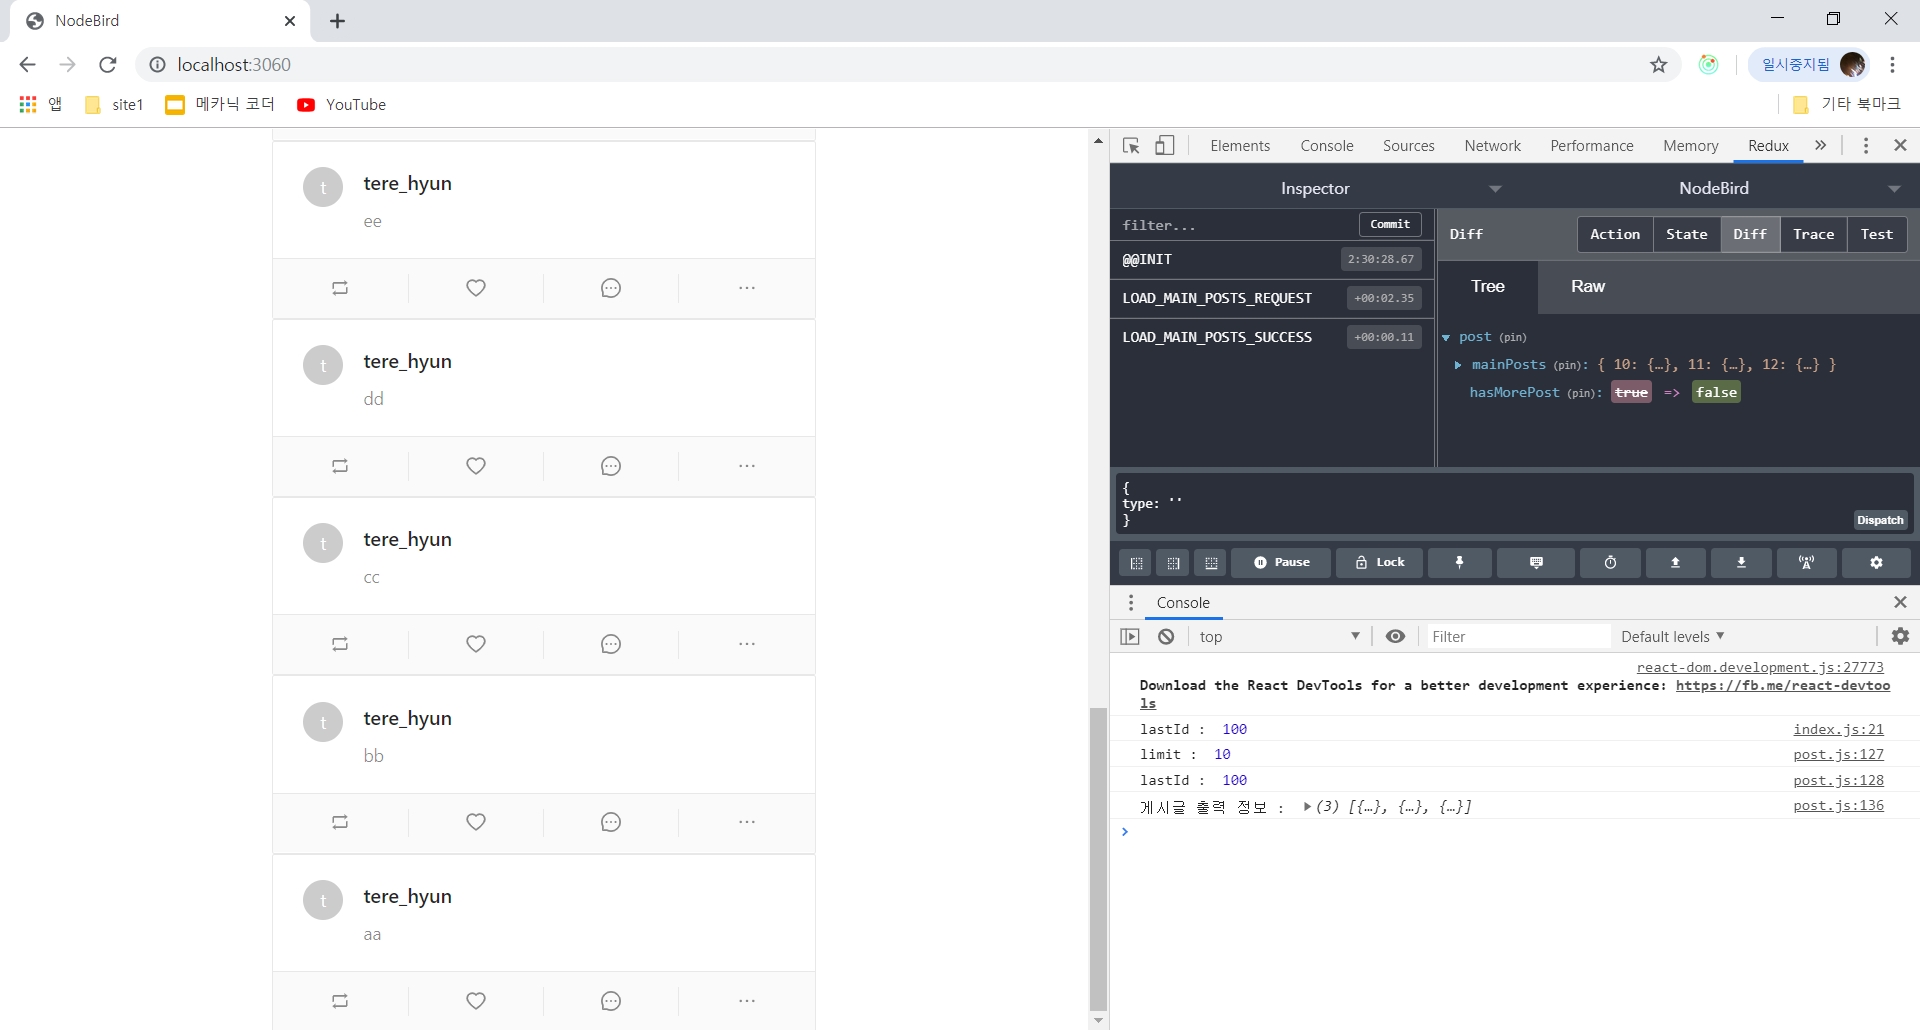 NodeBird
localhost:3060
일시중지됨
앱 site1 메카닉 코더 YouTube 기타 북마크
t tere_hyun
ee
t tere_hyun
dd
t tere_hyun
cc
t tere_hyun
bb
t tere_hyun
aa
Elements Console Sources Network Performance Memory Redux »
Inspector NodeBird
filter... Commit
@@INIT 2:30:28.67
LOAD_MAIN_POSTS_REQUEST +00:02.35
LOAD_MAIN_POSTS_SUCCESS +00:00.11
Diff Action State Diff Trace Test
Tree Raw
post (pin)
mainPosts (pin): { 10: {…}, 11: {…}, 12: {…} }
hasMorePost (pin): true => false
{
type: ''
}
Dispatch
Pause Lock
Console
top Filter Default levels ▼
react-dom.development.js:27773
Download the React DevTools for a better development experience: https://fb.me/react-devtoo
ls
lastId : 100 index.js:21
limit : 10 post.js:127
lastId : 100 post.js:128
게시글 출력 정보 : (3) [{…}, {…}, {…}] post.js:136